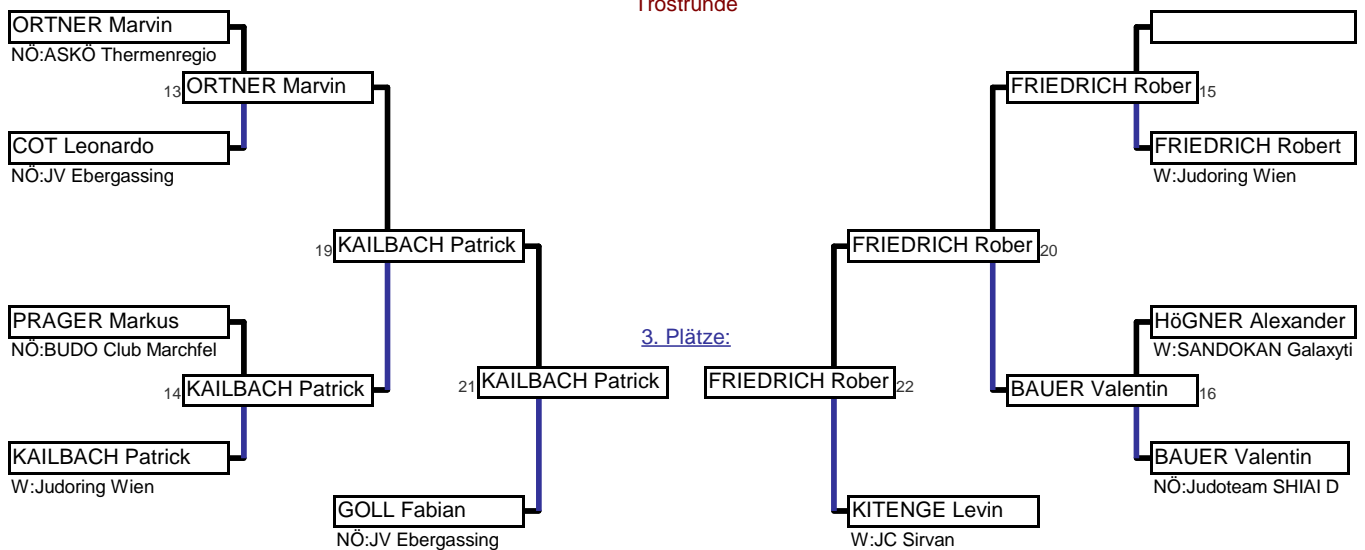 Trostrunde
ORTNER Marvin
NÖ:ASKÖ Thermenregio
13 ORTNER Marvin
COT Leonardo
NÖ:JV Ebergassing
19 KAILBACH Patrick
PRAGER Markus
NÖ:BUDO Club Marchfel
14 KAILBACH Patrick
KAILBACH Patrick
W:Judoring Wien
21 KAILBACH Patrick
GOLL Fabian
NÖ:JV Ebergassing
3. Plätze:
FRIEDRICH Rober 15
FRIEDRICH Robert
W:Judoring Wien
FRIEDRICH Rober 20
HöGNER Alexander
W:SANDOKAN Galaxyti
FRIEDRICH Rober 22
BAUER Valentin 16
BAUER Valentin
NÖ:Judoteam SHIAI D
KITENGE Levin
W:JC Sirvan